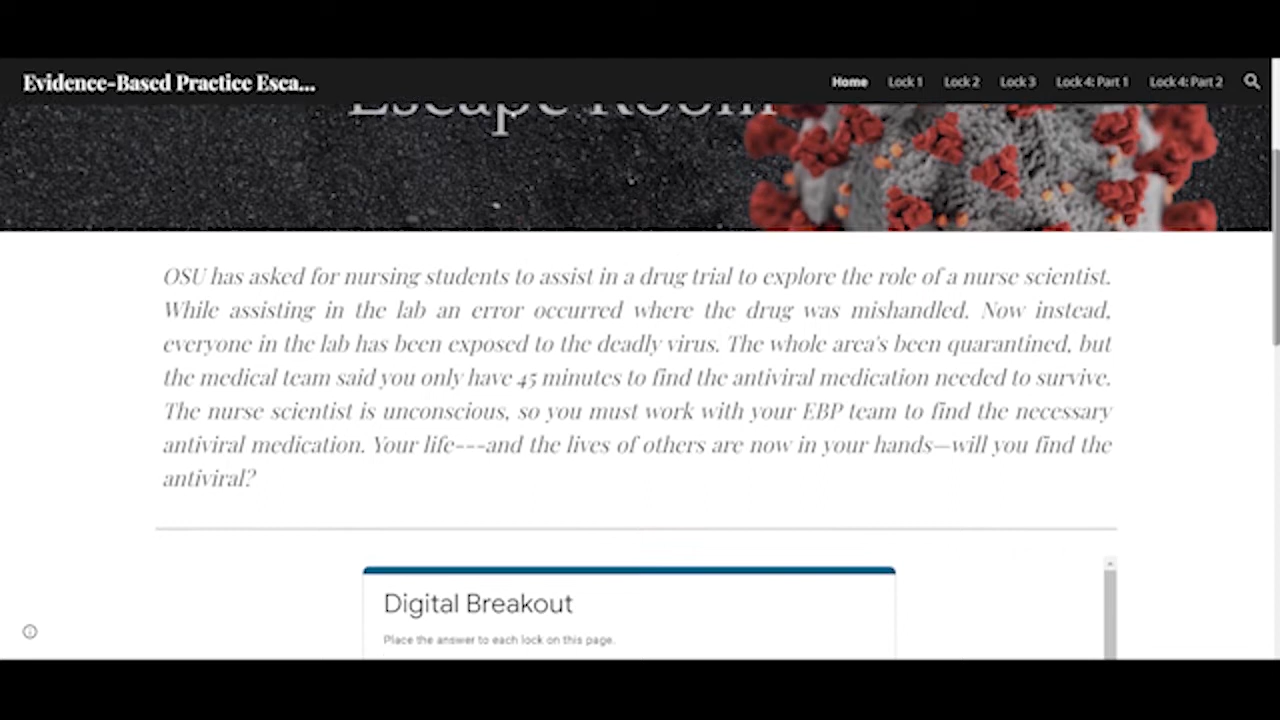 Evidence-Based Practice Esca...
Home Lock 1 Lock 2 Lock 3 Lock 4: Part 1 Lock 4: Part 2
Escape Room
OSU has asked for nursing students to assist in a drug trial to explore the role of a nurse scientist.
While assisting in the lab an error occurred where the drug was mishandled. Now instead,
everyone in the lab has been exposed to the deadly virus. The whole area's been quarantined, but
the medical team said you only have 45 minutes to find the antiviral medication needed to survive.
The nurse scientist is unconscious, so you must work with your EBP team to find the necessary
antiviral medication. Your life---and the lives of others are now in your hands—will you find the
antiviral?
Digital Breakout
Place the answer to each lock on this page.